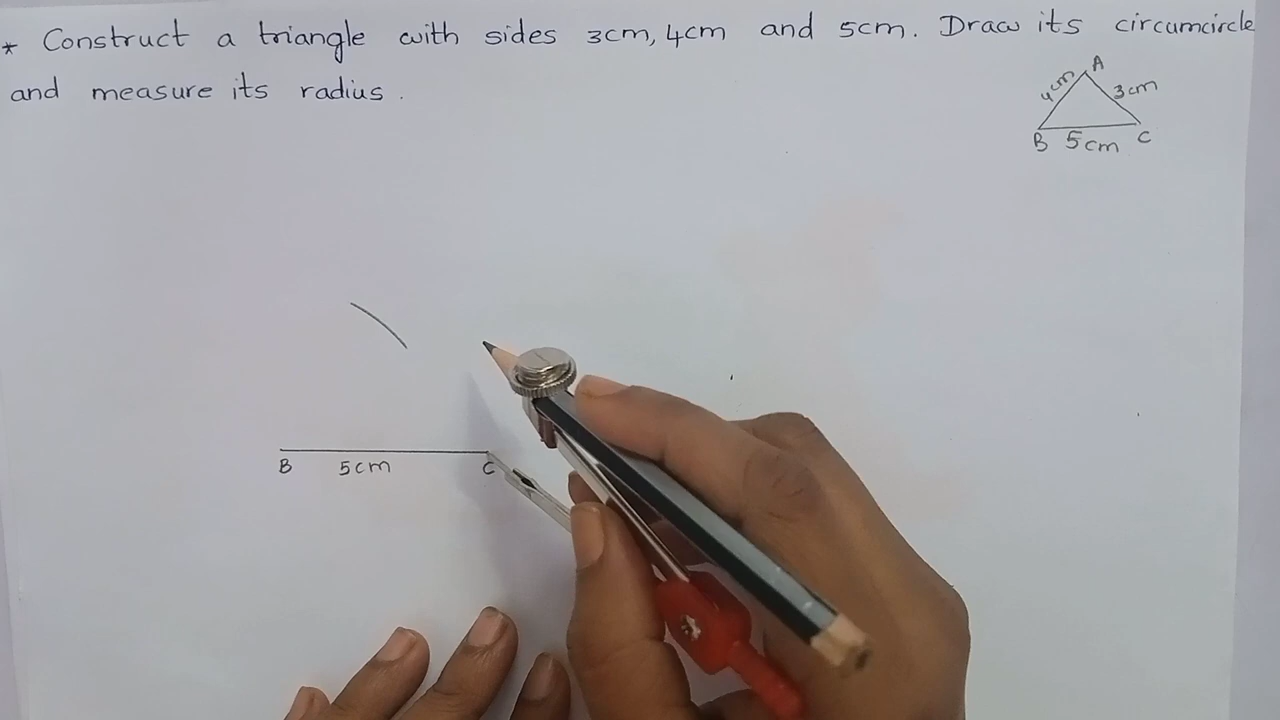 * Construct a triangle with sides 3cm, 4cm and 5cm. Draw its circumcircle
and measure its radius.
A
4cm
3cm
B 5cm C
B 5cm C